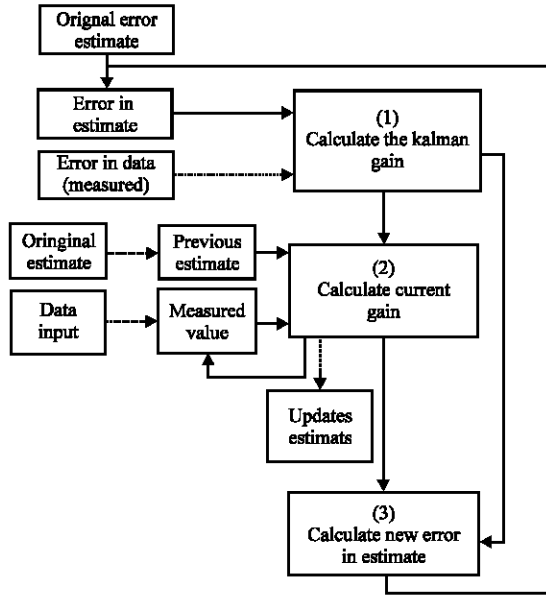 Orignal error
estimate
Error in
estimate
(1)
Calculate the kalman
gain
Error in data
(measured)
Oringinal
estimate
Previous
estimate
(2)
Calculate current
gain
Data
input
Measured
value
Updates
estimats
(3)
Calculate new error
in estimate